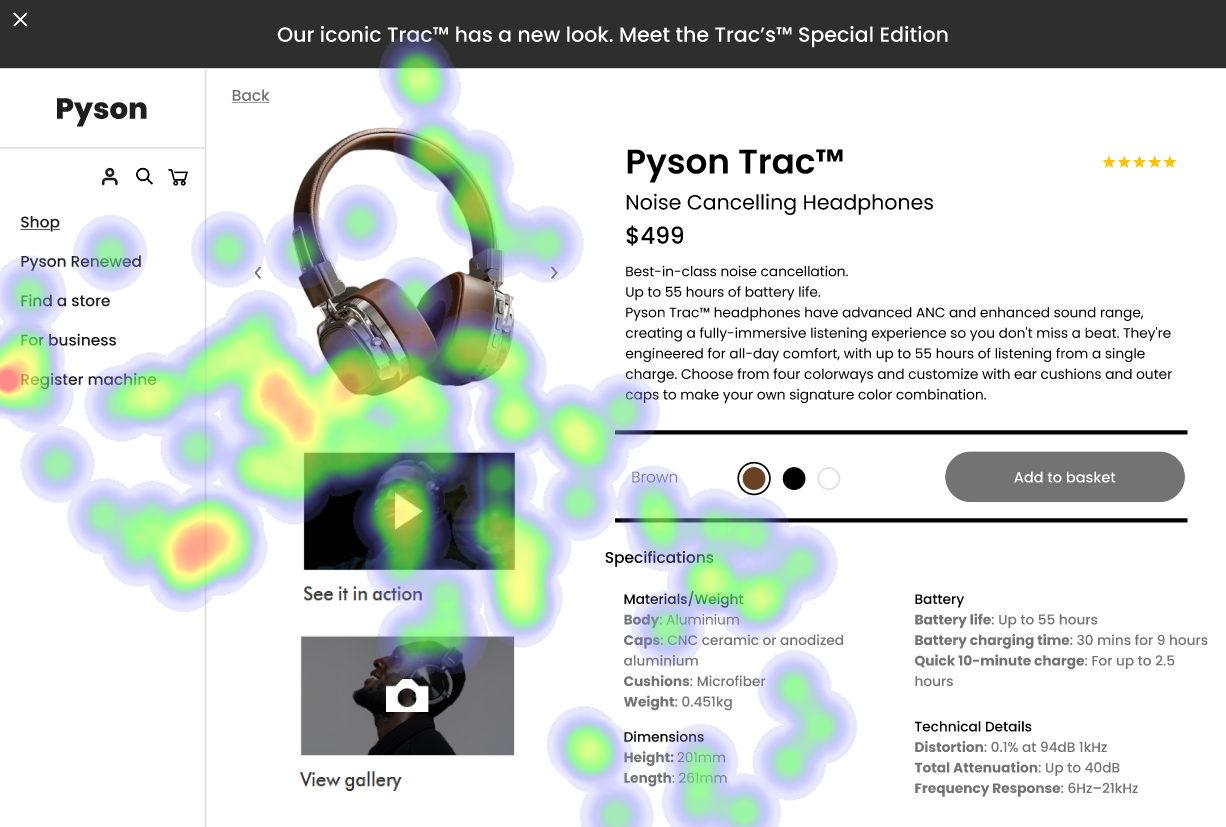 Our iconic Trac™ has a new look. Meet the Trac's™ Special Edition
Pyson
Shop
Pyson Renewed
Find a store
For business
Register machine
Back
See it in action
View gallery
Pyson Trac™
Noise Cancelling Headphones
$499
Best-in-class noise cancellation.
Up to 55 hours of battery life.
Pyson Trac™ headphones have advanced ANC and enhanced sound range,
creating a fully-immersive listening experience so you don't miss a beat. They're
engineered for all-day comfort, with up to 55 hours of listening from a single
charge. Choose from four colorways and customize with ear cushions and outer
caps to make your own signature color combination.
Brown
Add to basket
Specifications
Materials/Weight
Body: Aluminium
Caps: CNC ceramic or anodized
aluminium
Cushions: Microfiber
Weight: 0.451kg
Dimensions
Height: 201mm
Length: 261mm
Battery
Battery life: Up to 55 hours
Battery charging time: 30 mins for 9 hours
Quick 10-minute charge: For up to 2.5
hours
Technical Details
Distortion: 0.1% at 94dB 1kHz
Total Attenuation: Up to 40dB
Frequency Response: 6Hz–21kHz